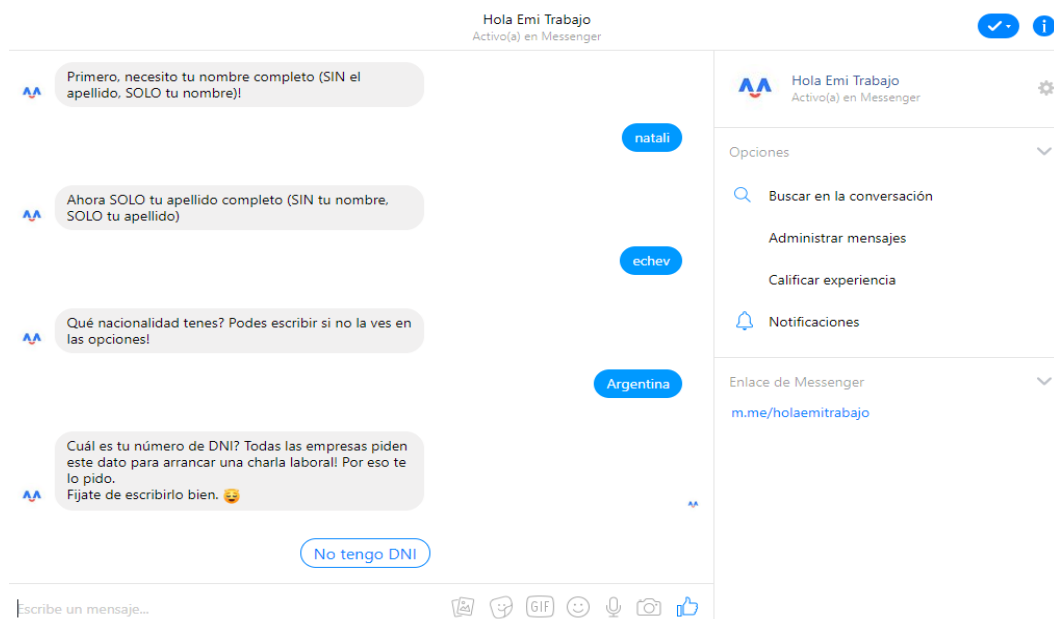 Hola Emi Trabajo
Activo(a) en Messenger
Primero, necesito tu nombre completo (SIN el
apellido, SOLO tu nombre)!
natali
Ahora SOLO tu apellido completo (SIN tu nombre,
SOLO tu apellido)
echev
Qué nacionalidad tenes? Podes escribir si no la ves en
las opciones!
Argentina
Cuál es tu número de DNI? Todas las empresas piden
este dato para arrancar una charla laboral! Por eso te
lo pido.
Fijate de escribirlo bien. 😅
No tengo DNI
Escribe un mensaje...
GIF
Hola Emi Trabajo
Activo(a) en Messenger
Opciones
Buscar en la conversación
Administrar mensajes
Calificar experiencia
Notificaciones
Enlace de Messenger
m.me/holaemitrabajo